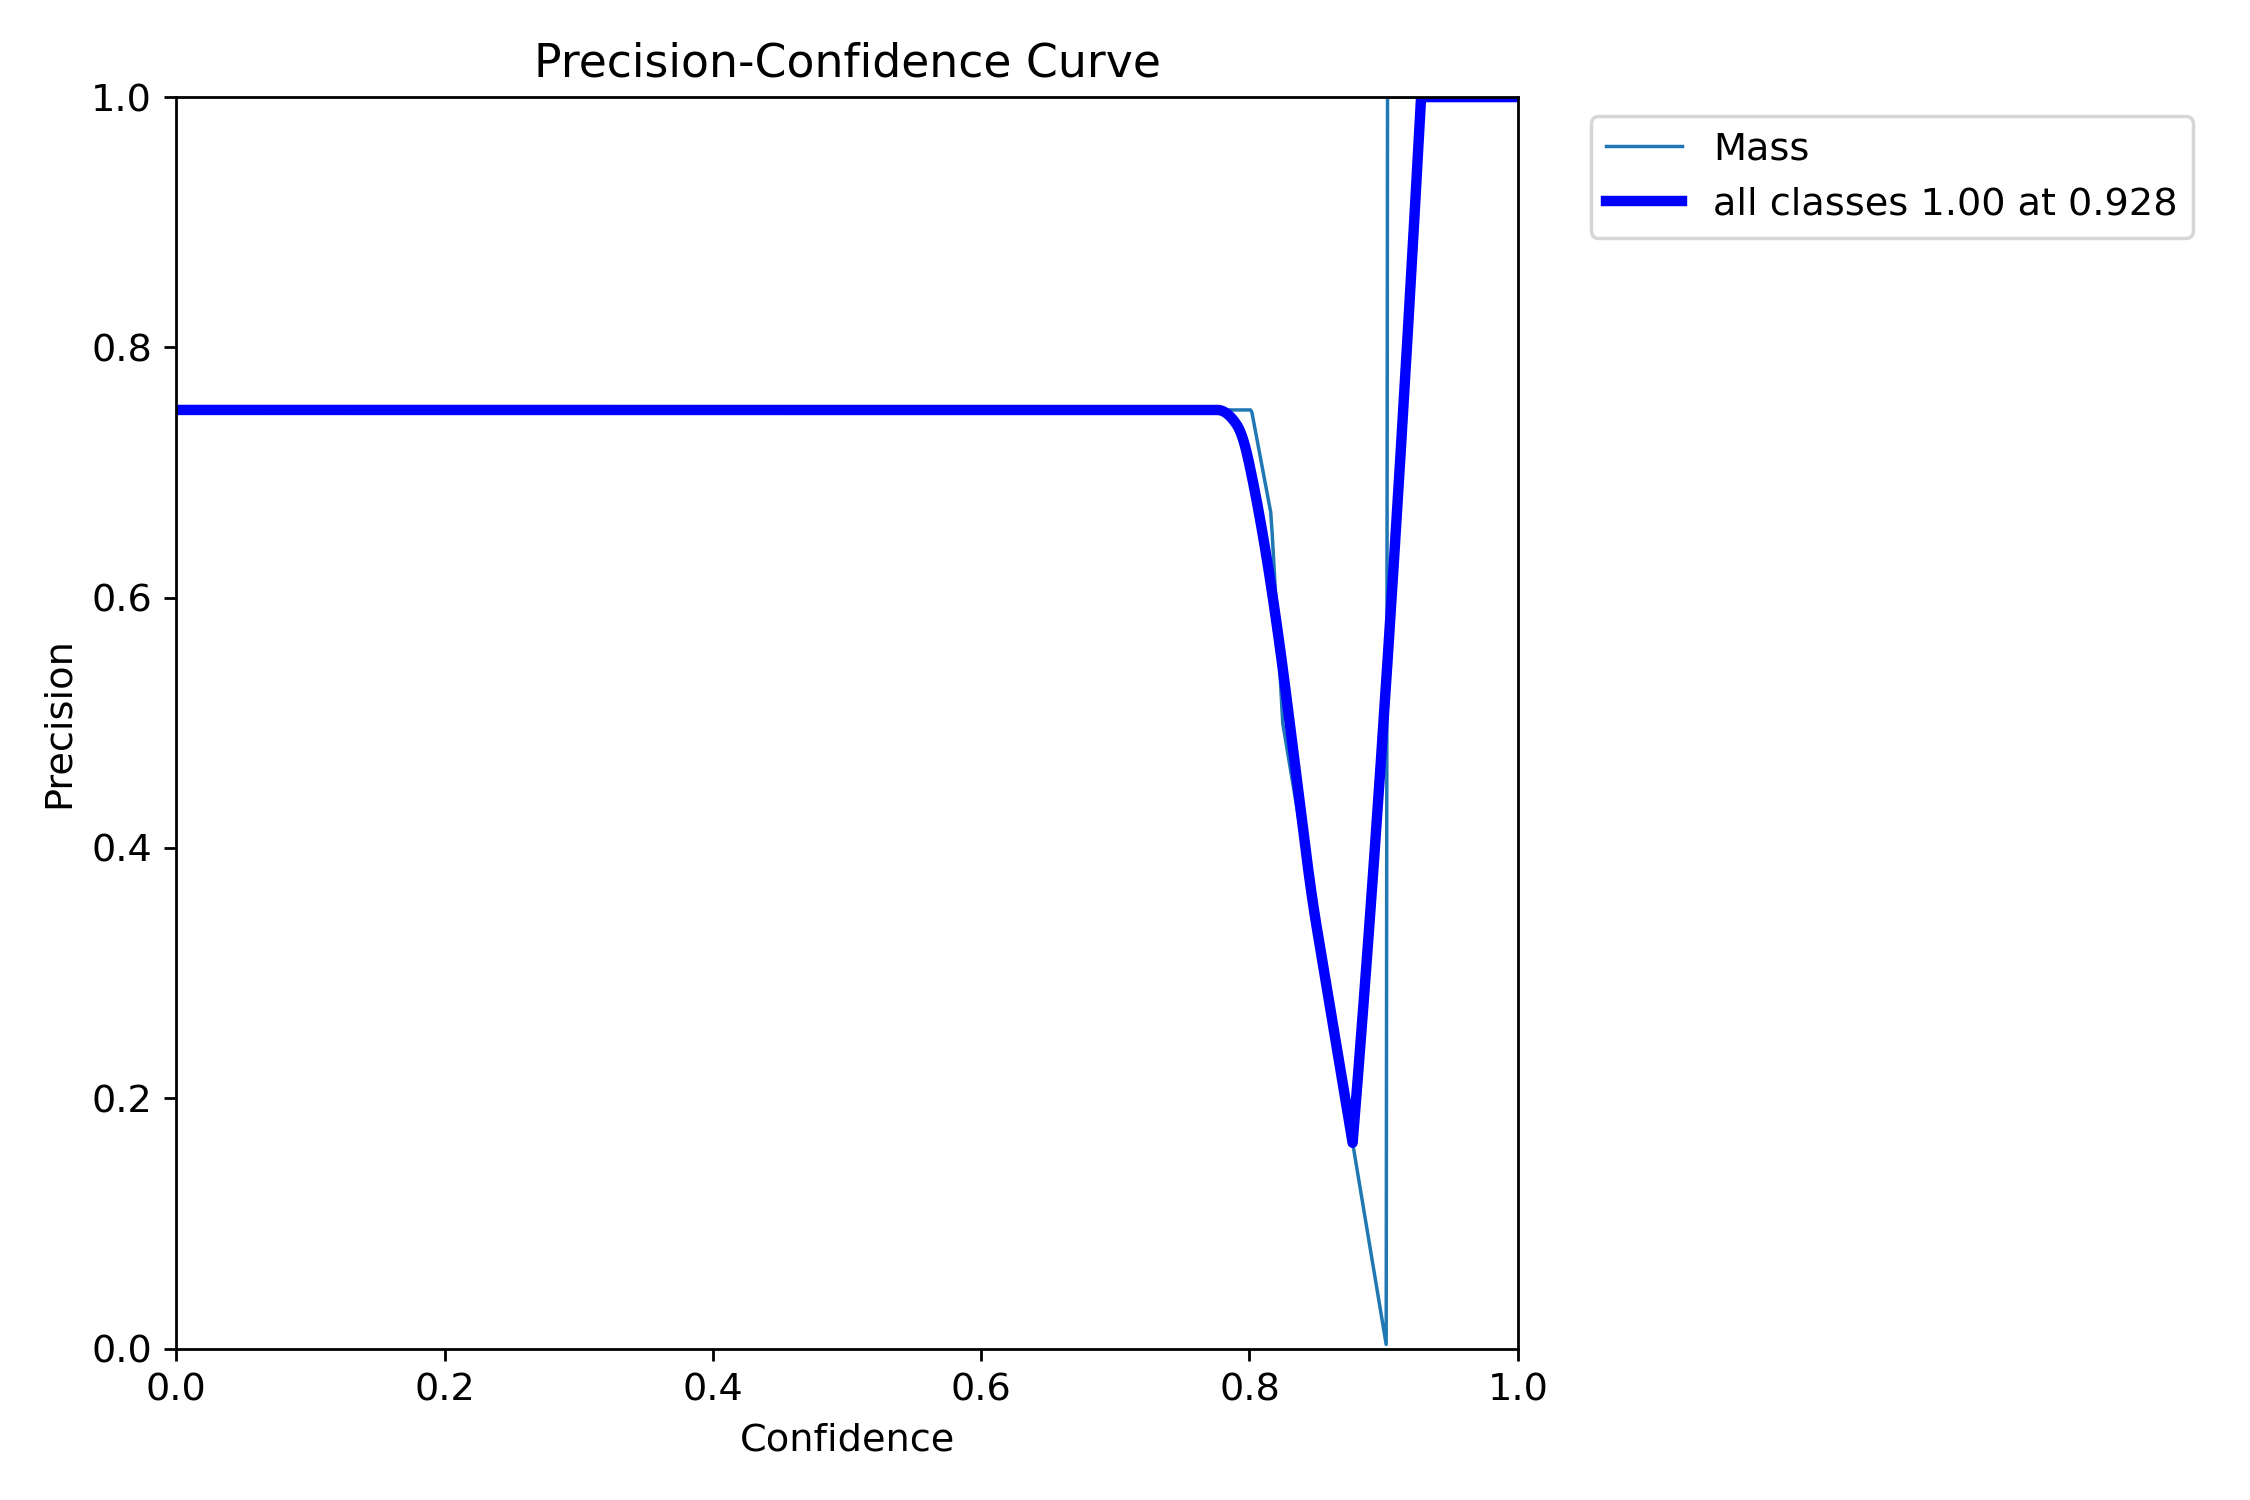 Precision-Confidence Curve
1.0
0.8
0.6
0.4
0.2
0.0
Precision
0.0 0.2 0.4 0.6 0.8 1.0
Confidence
Mass
all classes 1.00 at 0.928